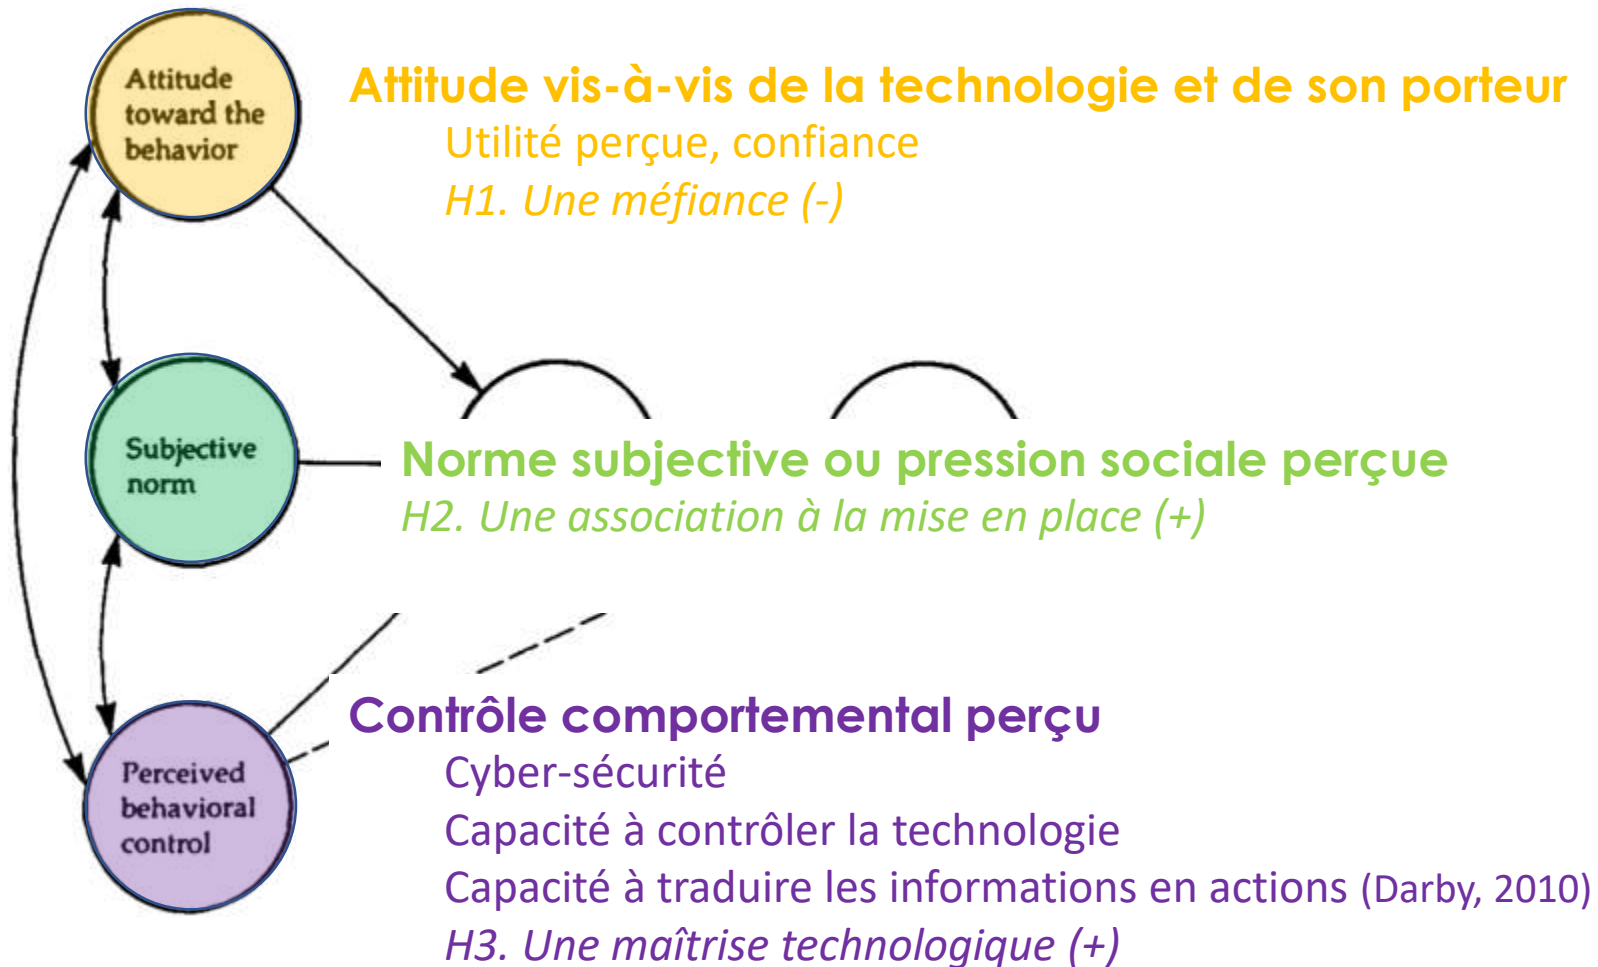 Attitude
toward the
behavior
Attitude vis-à-vis de la technologie et de son porteur
Utilité perçue, confiance
H1. Une méfiance (-)
Subjective
norm
Norme subjective ou pression sociale perçue
H2. Une association à la mise en place (+)
Perceived
behavioral
control
Contrôle comportemental perçu
Cyber-sécurité
Capacité à contrôler la technologie
Capacité à traduire les informations en actions (Darby, 2010)
H3. Une maîtrise technologique (+)